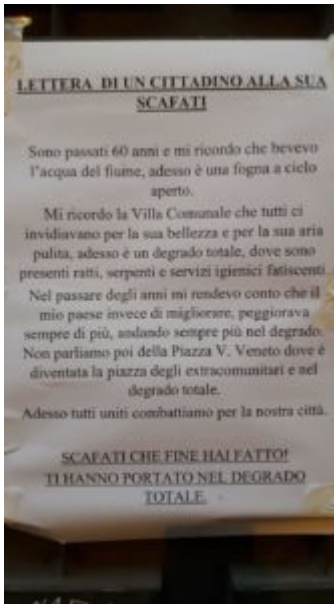 LETTERA DI UN CITTADINO ALLA SUA
SCAFATI
Sono passati 60 anni e mi ricordo che bevevo
l'acqua del fiume, adesso è una fogna a cielo
aperto.
Mi ricordo la Villa Comunale che tutti ci
invidiavano per la sua bellezza e per la sua aria
pulita, adesso è un degrado totale, dove sono
presenti ratti, serpenti e servizi igienici fatiscenti.
Nel passare degli anni mi rendevo conto che il
mio paese invece di migliorare, peggiorava
sempre di più, andando sempre più nel degrado.
Non parliamo poi della Piazza V. Veneto dove è
diventata la piazza degli extracomunitari e nel
degrado totale.
Adesso tutti uniti combattiamo per la nostra città.
SCAFATI CHE FINE HAI FATTO!
TI HANNO PORTATO NEL DEGRADO
TOTALE.